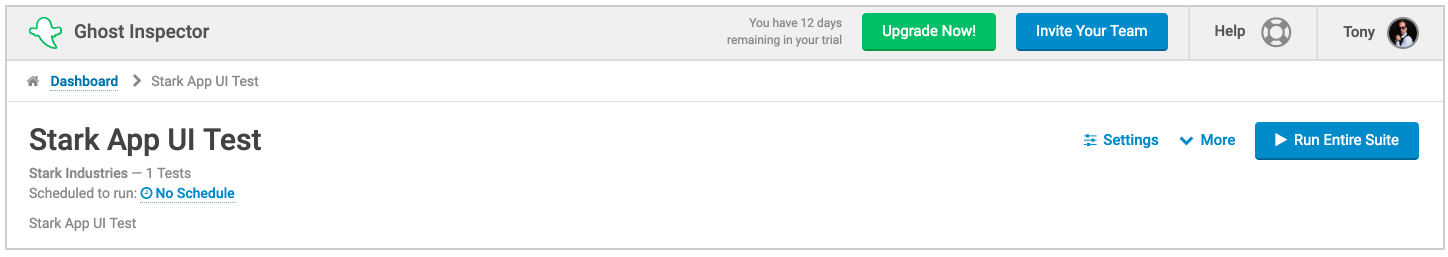 Ghost Inspector
You have 12 days
remaining in your trial
Upgrade Now!
Invite Your Team
Help
Tony
Dashboard
Stark App UI Test
Stark App UI Test
Settings
More
Run Entire Suite
Stark Industries — 1 Tests
Scheduled to run: No Schedule
Stark App UI Test